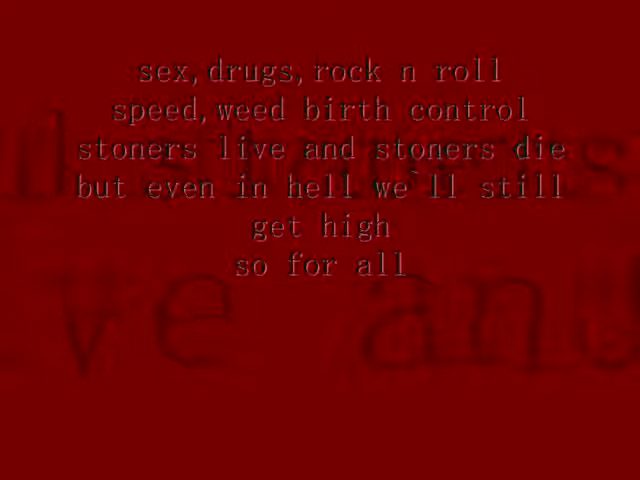 sex,drugs,rock n roll
speed,weed birth control
stoners live and stoners die
but even in hell we`ll still
get high
so for all